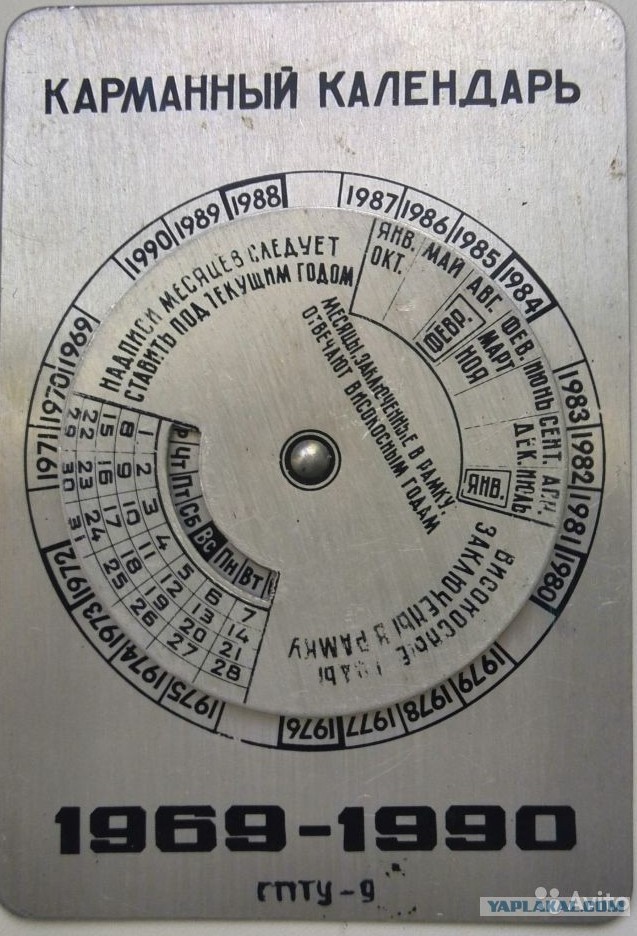 КАРМАННЫЙ КАЛЕНДАРЬ
1969
1970
1971
1972
1973
1974
1975
1976
1977
1978
1979
1980
1981
1982
1983
1984
1985
1986
1987
1988
1989
1990
НАДПИСИ МЕСЯЦЕВ СЛЕДУЕТ
СТАВИТЬ ПОД ТЕКУЩИМ ГОДОМ
ЯНВ. МАЙ АВГ. ФЕВ. ИЮНЬ СЕНТ. АПР.
ОКТ. ФЕВР. МАРТ ДЕК. ИЮЛЬ
НОЯ ЯНВ.
МЕСЯЦЫ, ЗАКЛЮЧЕННЫЕ В РАМКУ,
ОТВЕЧАЮТ ВИСОКОСНЫМ ГОДАМ
ВИСОКОСНЫЕ ГОДЫ
ЗАКЛЮЧЕНЫ В РАМКУ
Чт Пт Сб Вс Пн Вт
1 2 3 4 5 6 7
8 9 10 11 12 13 14
15 16 17 18 19 20 21
22 23 24 25 26 27 28
29 30 31
1969-1990
ГПТУ-9
Avito
YAPLAKAL.COM